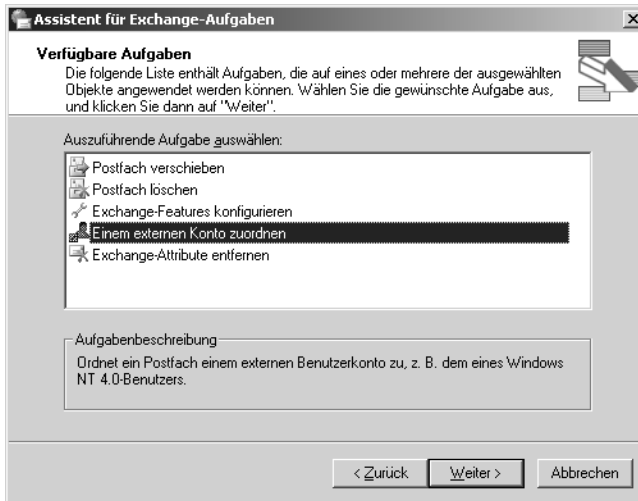 Assistent für Exchange-Aufgaben
Verfügbare Aufgaben
Die folgende Liste enthält Aufgaben, die auf eines oder mehrere der ausgewählten
Objekte angewendet werden können. Wählen Sie die gewünschte Aufgabe aus,
und klicken Sie dann auf "Weiter".
Auszuführende Aufgabe auswählen:
Postfach verschieben
Postfach löschen
Exchange-Features konfigurieren
Einem externen Konto zuordnen
Exchange-Attribute entfernen
Aufgabenbeschreibung
Ordnet ein Postfach einem externen Benutzerkonto zu, z. B. dem eines Windows
NT 4.0-Benutzers.
< Zurück Weiter > Abbrechen